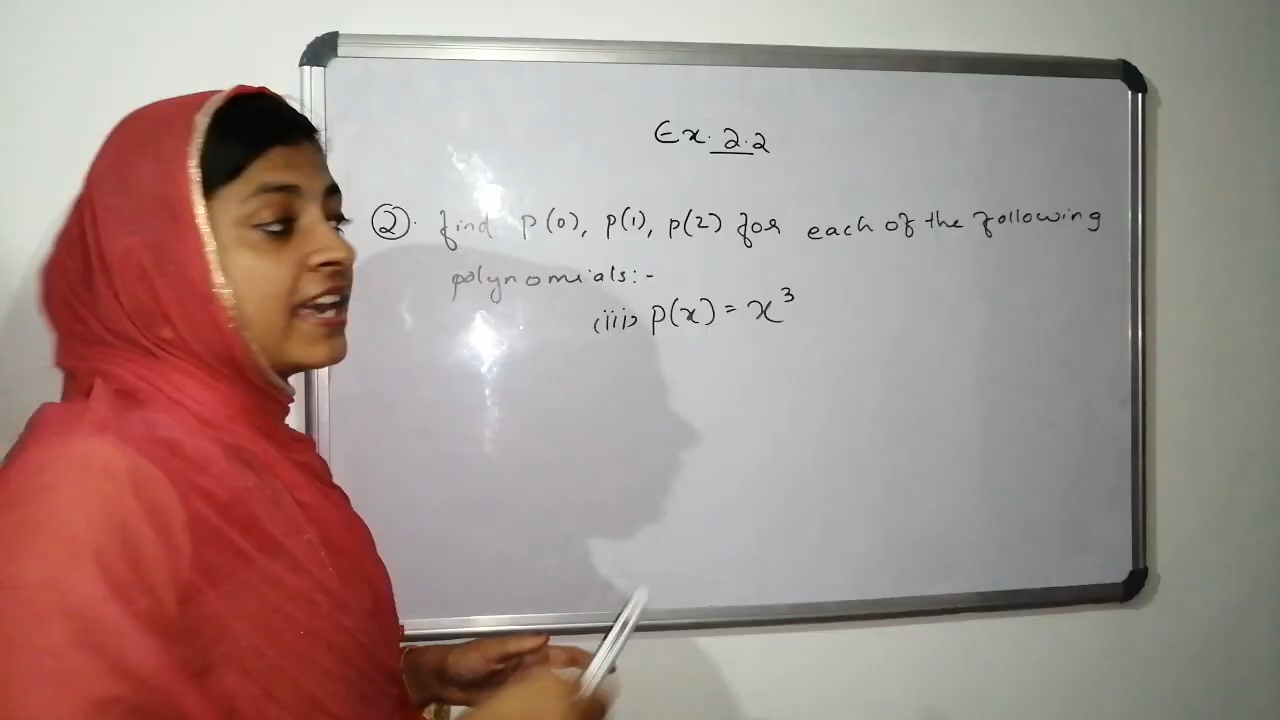 Ex. 2.2
②. find p(0), p(1), p(2) for each of the following
polynomials:-
(iii) p(x) = x³